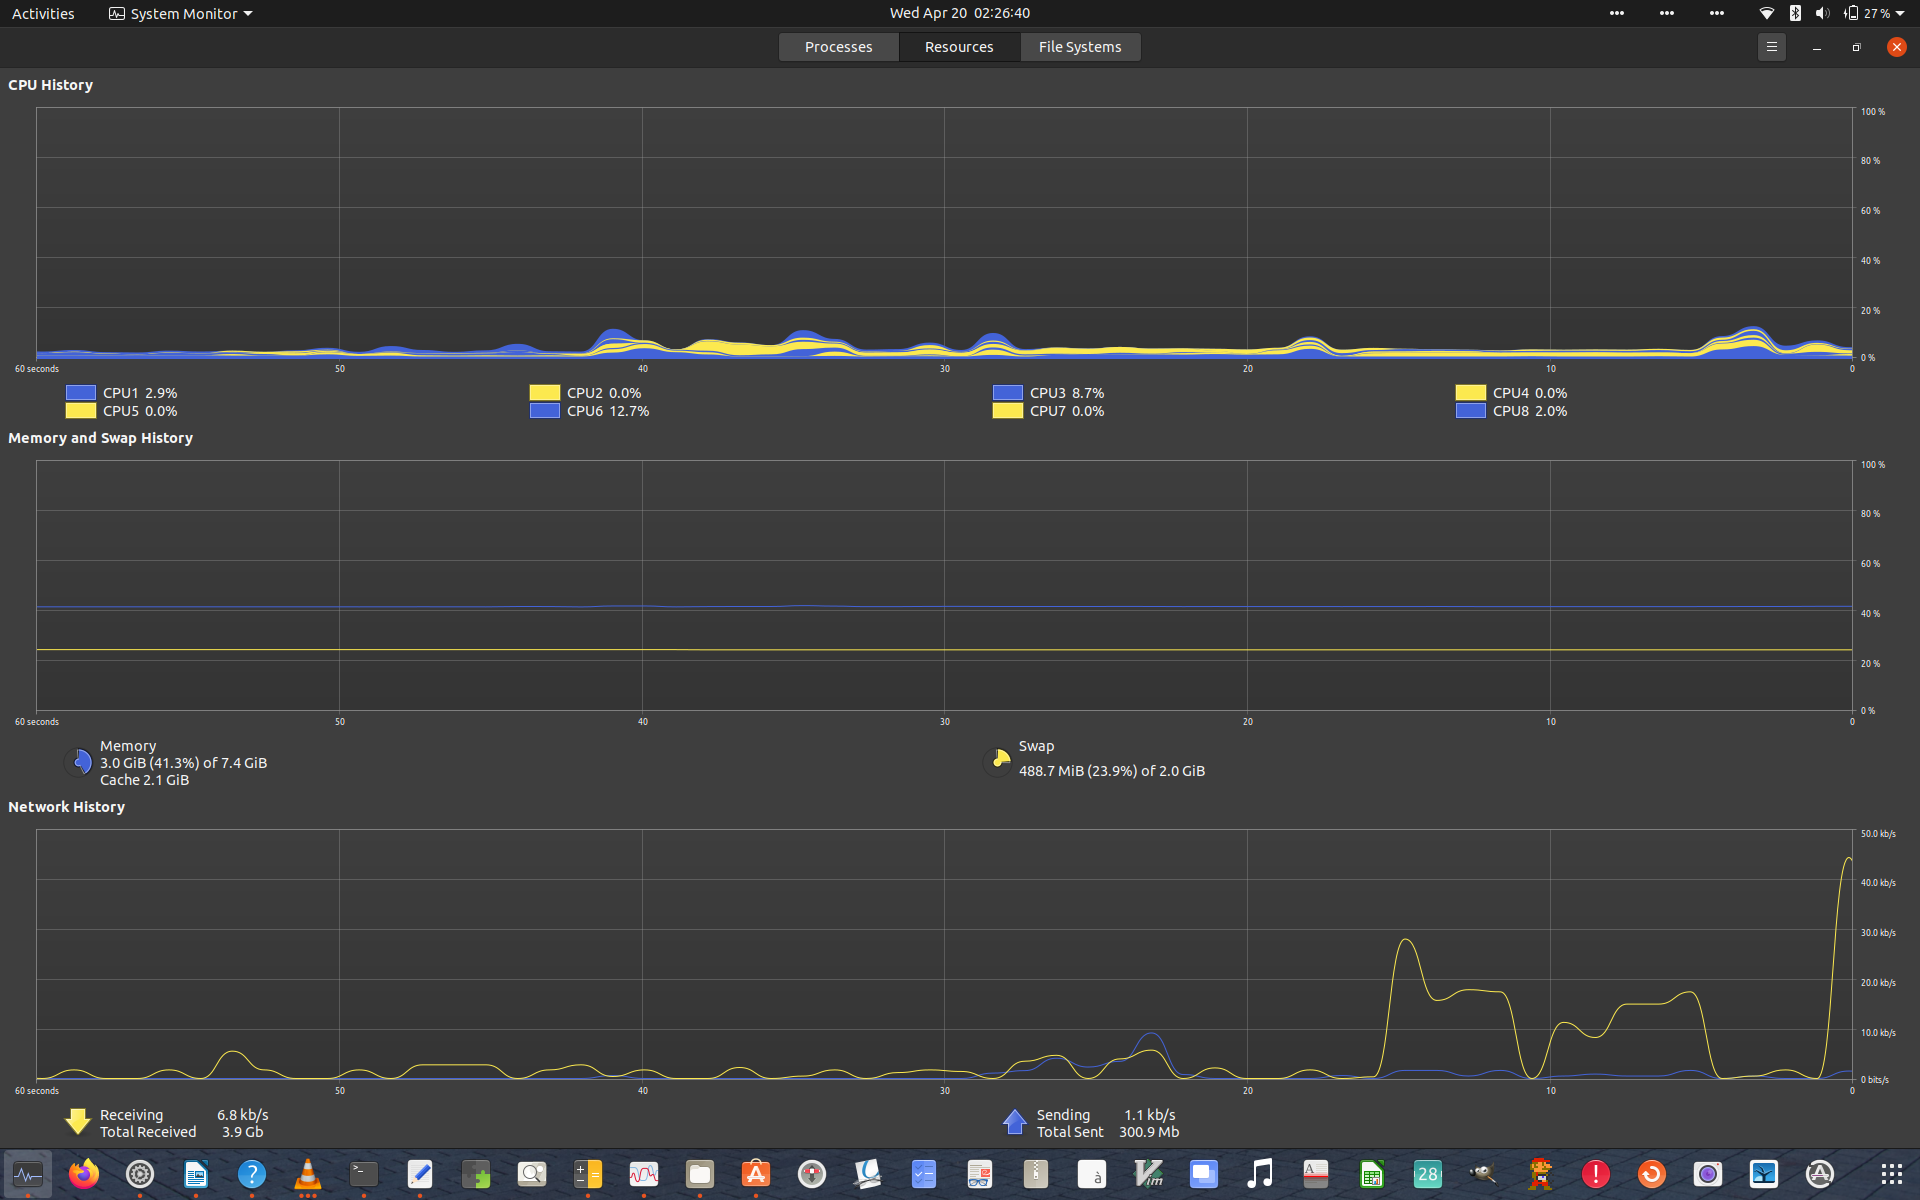 Activities System Monitor Wed Apr 20 02:26:40 27 %
Processes Resources File Systems
CPU History
100 %
80 %
60 %
40 %
20 %
0 %
60 seconds 50 40 30 20 10 0
CPU1 2.9% CPU2 0.0% CPU3 8.7% CPU4 0.0%
CPU5 0.0% CPU6 12.7% CPU7 0.0% CPU8 2.0%
Memory and Swap History
100 %
80 %
60 %
40 %
20 %
0 %
60 seconds 50 40 30 20 10 0
Memory
3.0 GiB (41.3%) of 7.4 GiB
Cache 2.1 GiB
Swap
488.7 MiB (23.9%) of 2.0 GiB
Network History
50.0 kb/s
40.0 kb/s
30.0 kb/s
20.0 kb/s
10.0 kb/s
0 bits/s
60 seconds 50 40 30 20 10 0
Receiving 6.8 kb/s
Total Received 3.9 Gb
Sending 1.1 kb/s
Total Sent 300.9 Mb
? >_ à Vim A 28 !